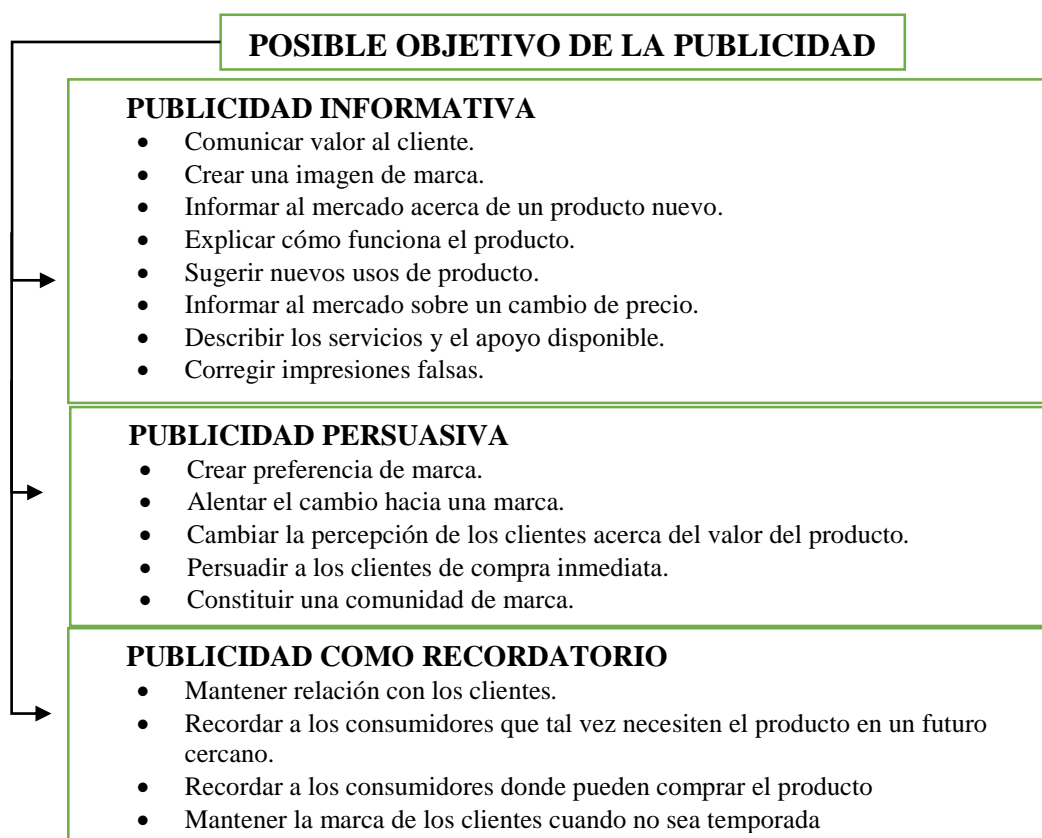 POSIBLE OBJETIVO DE LA PUBLICIDAD
PUBLICIDAD INFORMATIVA
• Comunicar valor al cliente.
• Crear una imagen de marca.
• Informar al mercado acerca de un producto nuevo.
• Explicar cómo funciona el producto.
• Sugerir nuevos usos de producto.
• Informar al mercado sobre un cambio de precio.
• Describir los servicios y el apoyo disponible.
• Corregir impresiones falsas.
PUBLICIDAD PERSUASIVA
• Crear preferencia de marca.
• Alentar el cambio hacia una marca.
• Cambiar la percepción de los clientes acerca del valor del producto.
• Persuadir a los clientes de compra inmediata.
• Constituir una comunidad de marca.
PUBLICIDAD COMO RECORDATORIO
• Mantener relación con los clientes.
• Recordar a los consumidores que tal vez necesiten el producto en un futuro
cercano.
• Recordar a los consumidores donde pueden comprar el producto
• Mantener la marca de los clientes cuando no sea temporada